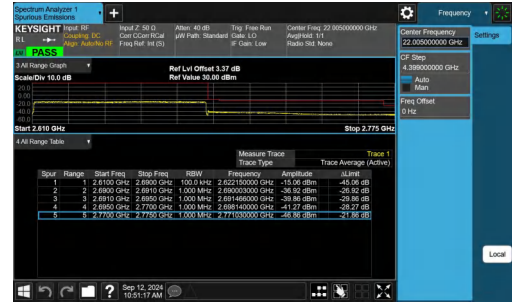 Spectrum Analyzer 1
Spurious Emissions
Frequency
Settings
KEYSIGHT
Input: RF
Coupling: DC
Align: Auto/No RF
Input Z: 50 Ω
Corr CCorr RCal
Freq Ref: Int (S)
Atten: 40 dB
µW Path: Standard
Trig: Free Run
Gate: LO
IF Gain: Low
Center Freq: 22.005000000 GHz
Avg|Hold: 1/1
Radio Std: None
PASS
Center Frequency
22.005000000 GHz
CF Step
4.399000000 GHz
Auto
Man
Freq Offset
0 Hz
3 All Range Graph
Scale/Div 10.0 dB
Ref Lvl Offset 3.37 dB
Ref Value 30.00 dBm
20.0
0.00
-20.0
-40.0
-60.0
Start 2.610 GHz
Stop 2.775 GHz
4 All Range Table
Measure Trace Trace 1
Trace Type Trace Average (Active)
Spur Range Start Freq Stop Freq RBW Frequency Amplitude ΔLimit
1 1 2.6100 GHz 2.6900 GHz 100.0 kHz 2.622150000 GHz -15.06 dBm -45.06 dB
2 2 2.6900 GHz 2.6910 GHz 1.000 MHz 2.690003000 GHz -36.92 dBm -26.92 dB
3 3 2.6910 GHz 2.6950 GHz 1.000 MHz 2.691466000 GHz -39.86 dBm -29.86 dB
4 4 2.6950 GHz 2.7700 GHz 1.000 MHz 2.698140000 GHz -41.27 dBm -28.27 dB
5 5 2.7700 GHz 2.7750 GHz 1.000 MHz 2.771030000 GHz -46.86 dBm -21.86 dB
Local
Sep 12, 2024
10:51:17 AM